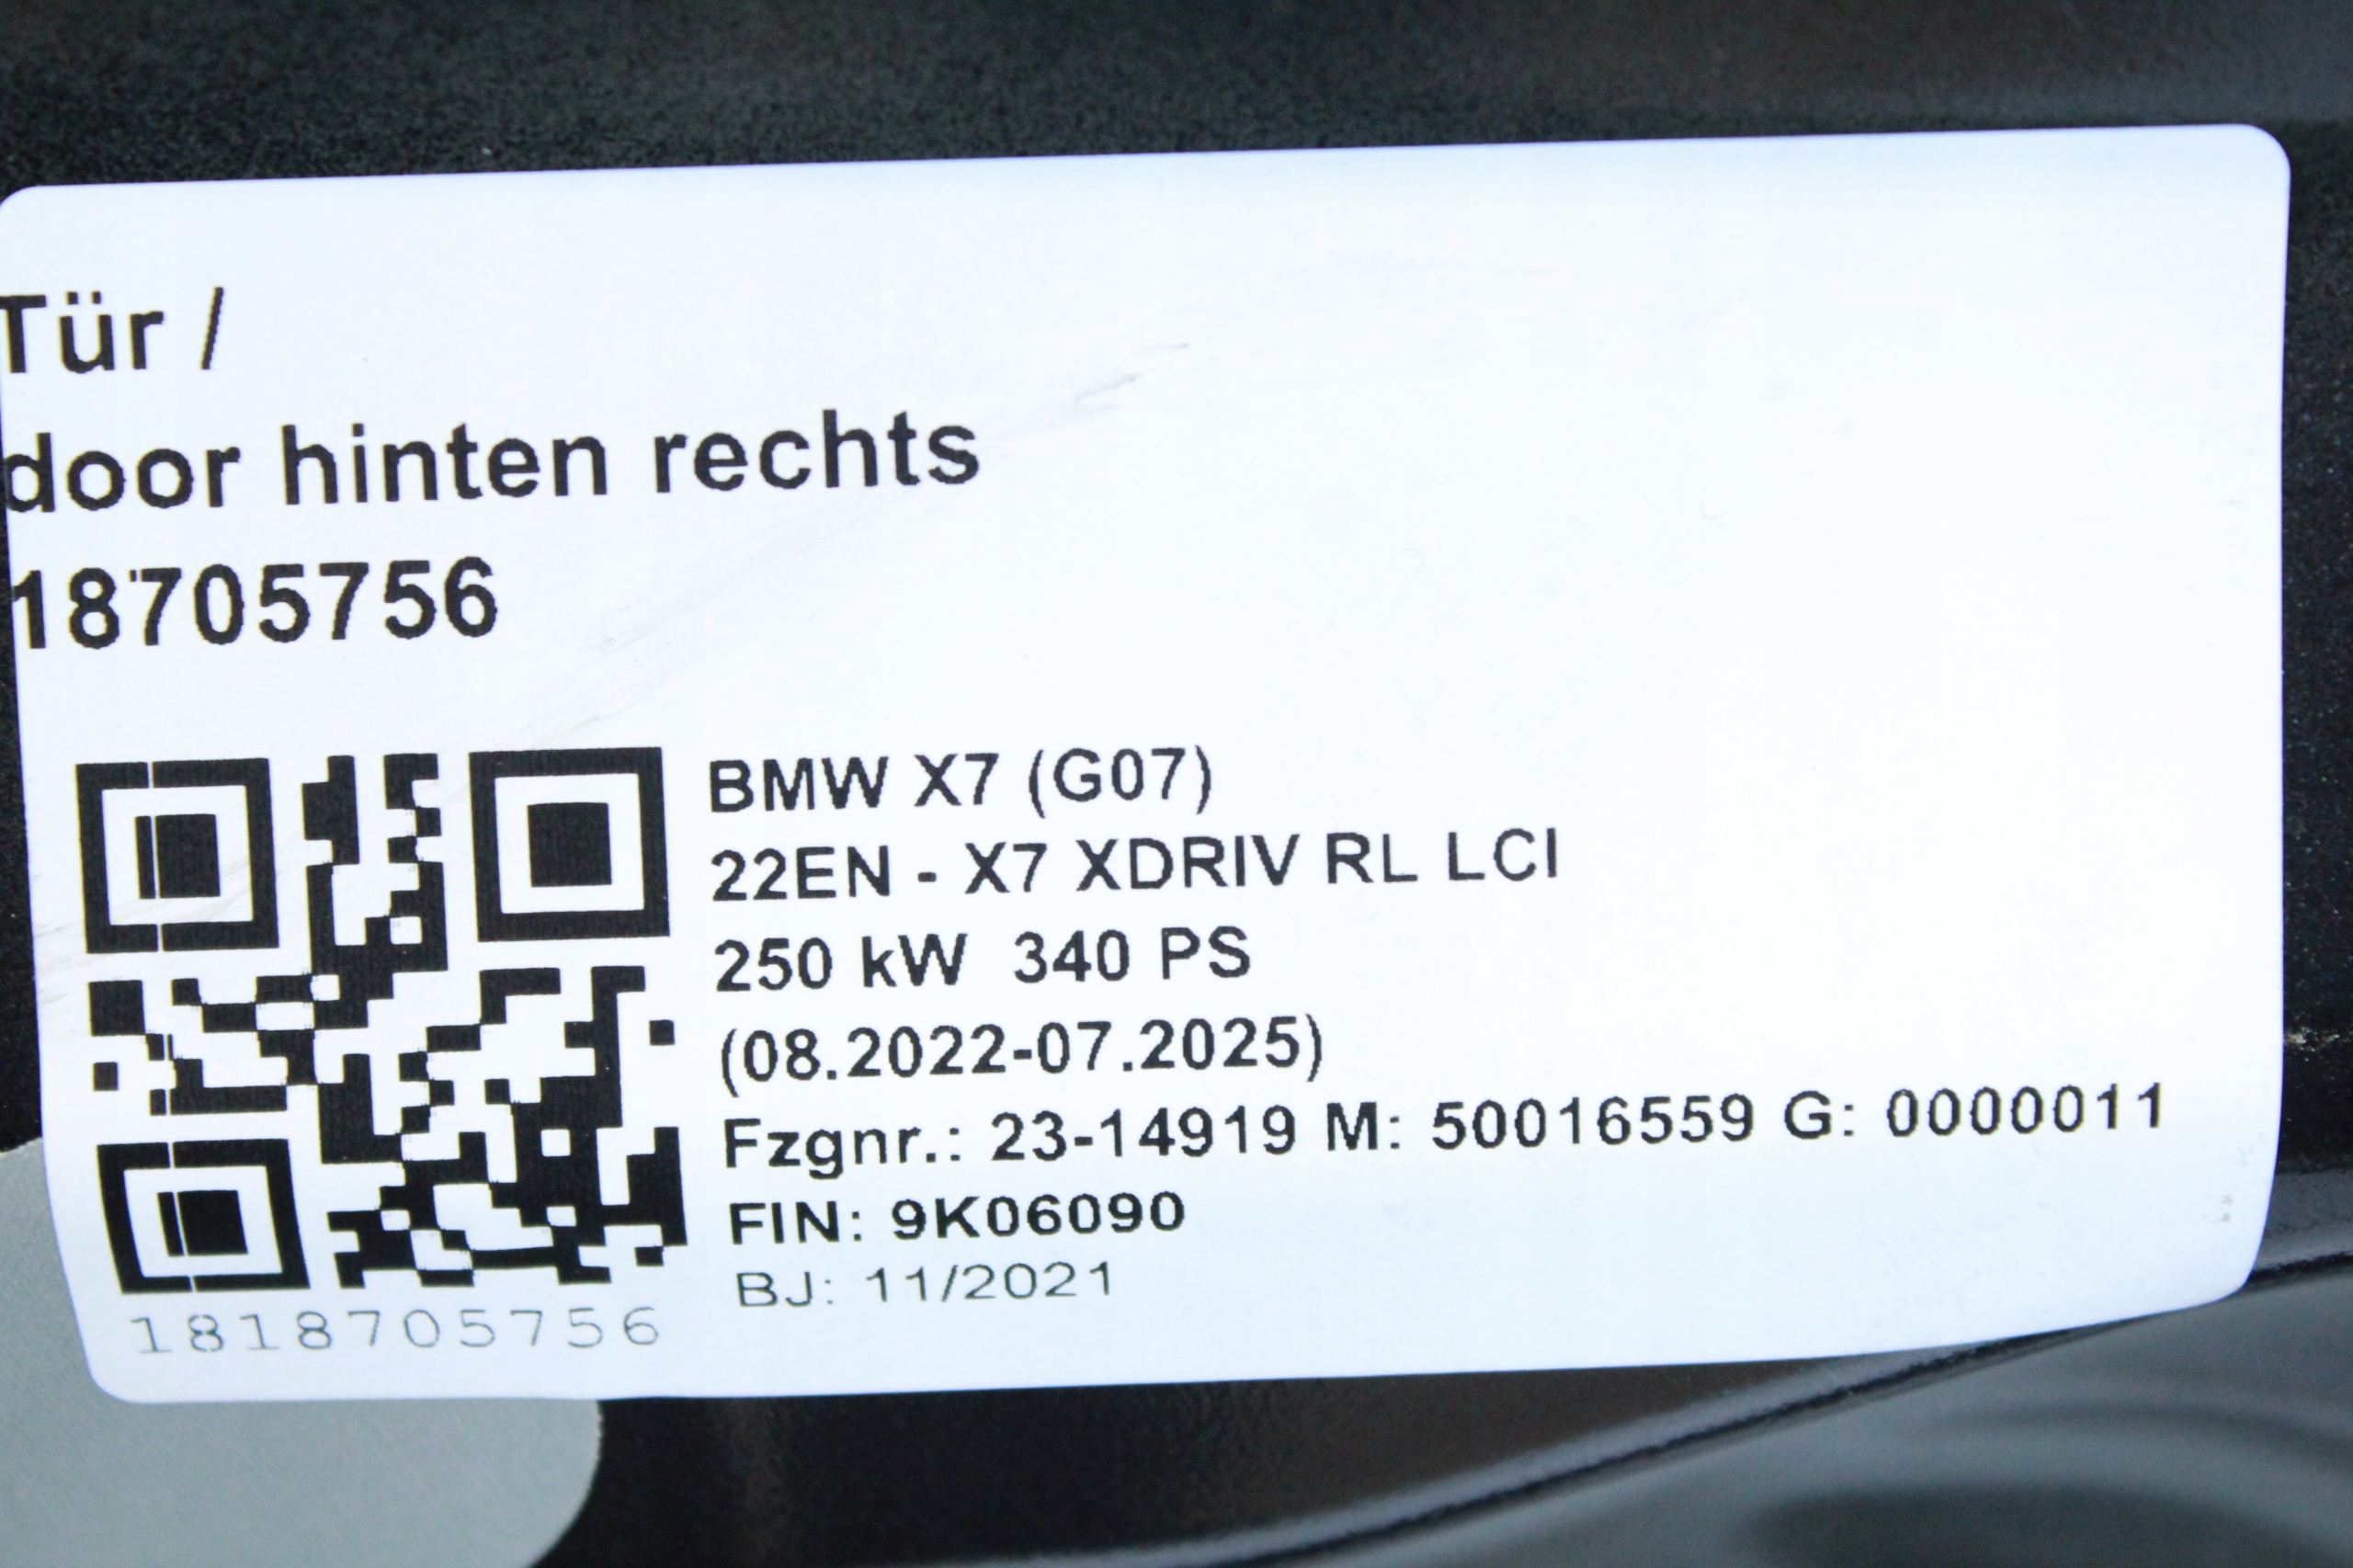 Tür /
door hinten rechts
18705756
BMW X7 (G07)
22EN - X7 XDRIV RL LCI
250 kW 340 PS
(08.2022-07.2025)
Fzgnr.: 23-14919 M: 50016559 G: 0000011
FIN: 9K06090
BJ: 11/2021
1818705756